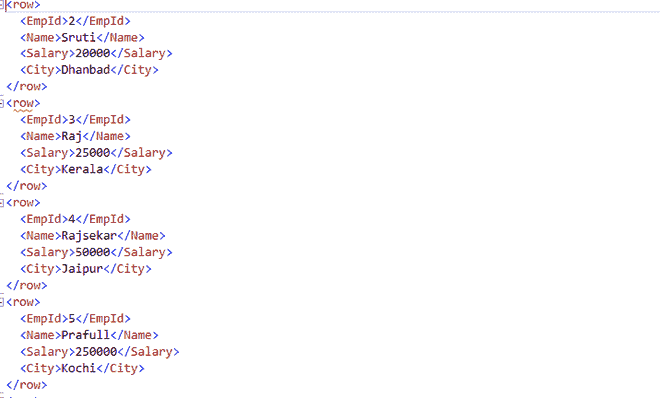 <row>
<EmpId>2</EmpId>
<Name>Sruti</Name>
<Salary>20000</Salary>
<City>Dhanbad</City>
</row>
<row>
<EmpId>3</EmpId>
<Name>Raj</Name>
<Salary>25000</Salary>
<City>Kerala</City>
</row>
<row>
<EmpId>4</EmpId>
<Name>Rajsekar</Name>
<Salary>50000</Salary>
<City>Jaipur</City>
</row>
<row>
<EmpId>5</EmpId>
<Name>Prafull</Name>
<Salary>250000</Salary>
<City>Kochi</City>
</row>